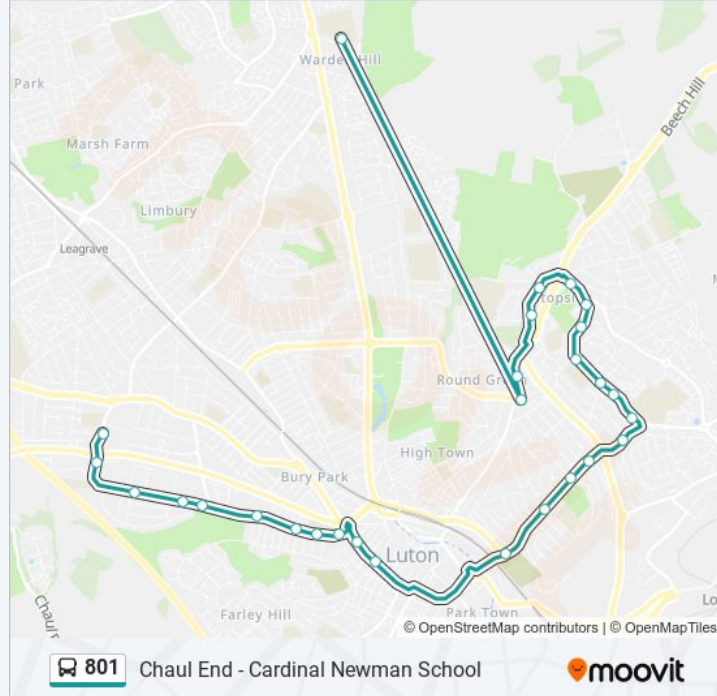 Warden Hill
Park
Beech Hill
Marsh Farm
Limbury
Leagrave
Round Green
High Town
Bury Park
Luton
Farley Hill
Park Town
© OpenStreetMap contributors | © OpenMapTiles
801 Chaul End - Cardinal Newman School
moovit